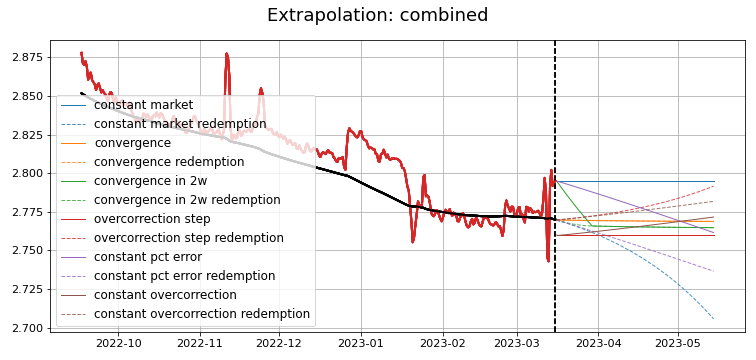 Extrapolation: combined
2.875
2.850
2.825
2.800
2.775
2.750
2.725
2.700
constant market
constant market redemption
convergence
convergence redemption
convergence in 2w
convergence in 2w redemption
overcorrection step
overcorrection step redemption
constant pct error
constant pct error redemption
constant overcorrection
constant overcorrection redemption
2022-10 2022-11 2022-12 2023-01 2023-02 2023-03 2023-04 2023-05